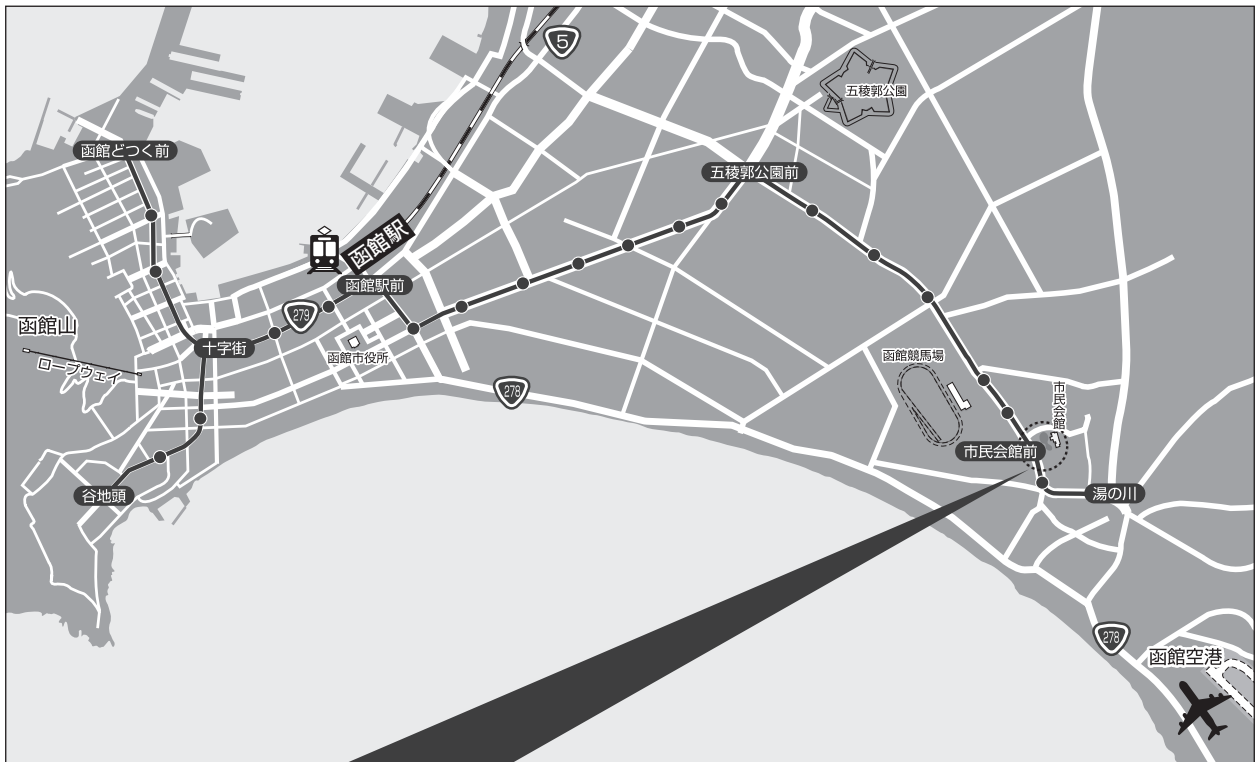 5
五稜郭公園
函館どつく前
五稜郭公園前
函館駅
函館駅前
279
函館山
十字街
函館市役所
ロープウェイ
函館競馬場
278
市民会館
市民会館前
谷地頭
湯の川
278
函館空港